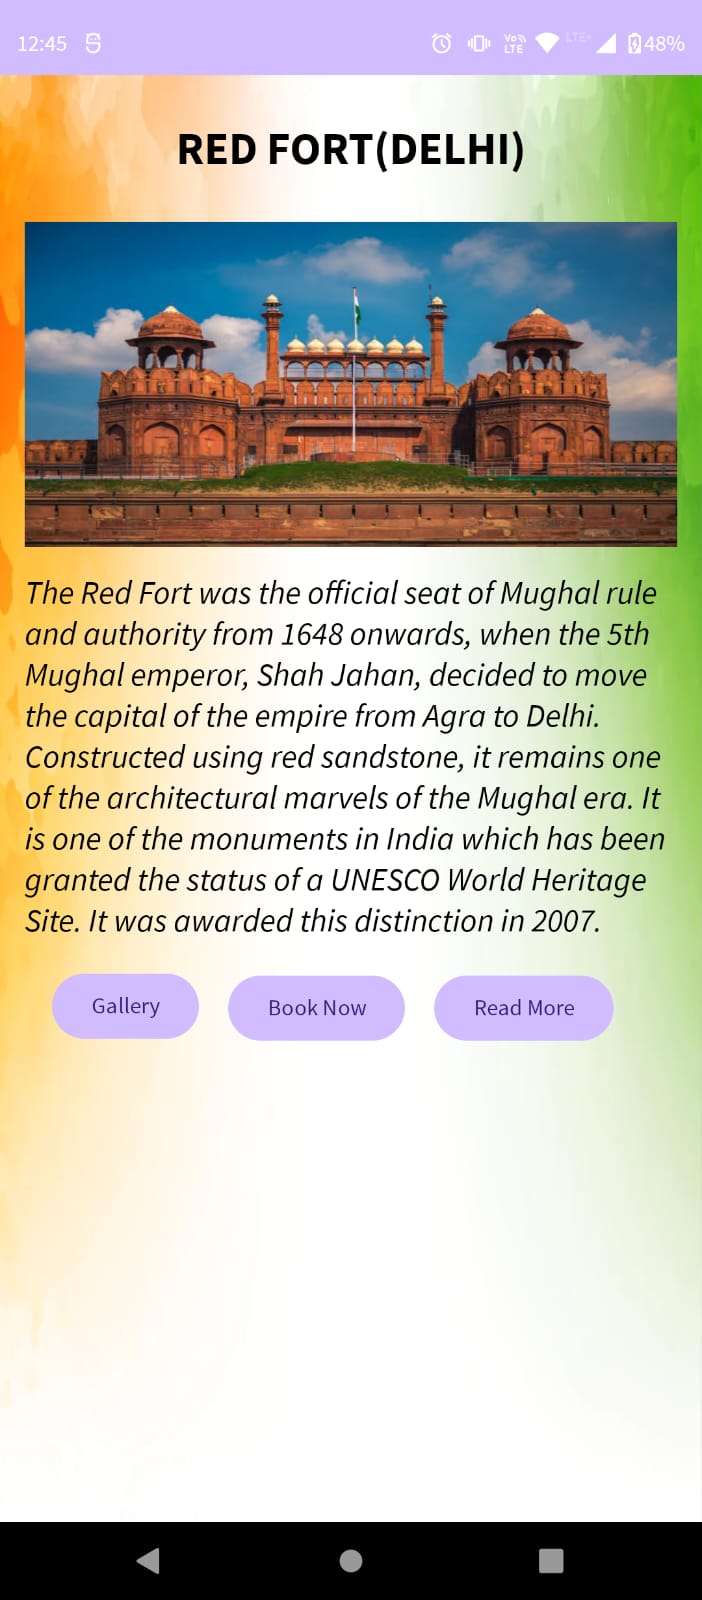 12:45 Vo LTE LTE+ 48%
RED FORT(DELHI)
The Red Fort was the official seat of Mughal rule
and authority from 1648 onwards, when the 5th
Mughal emperor, Shah Jahan, decided to move
the capital of the empire from Agra to Delhi.
Constructed using red sandstone, it remains one
of the architectural marvels of the Mughal era. It
is one of the monuments in India which has been
granted the status of a UNESCO World Heritage
Site. It was awarded this distinction in 2007.
Gallery Book Now Read More